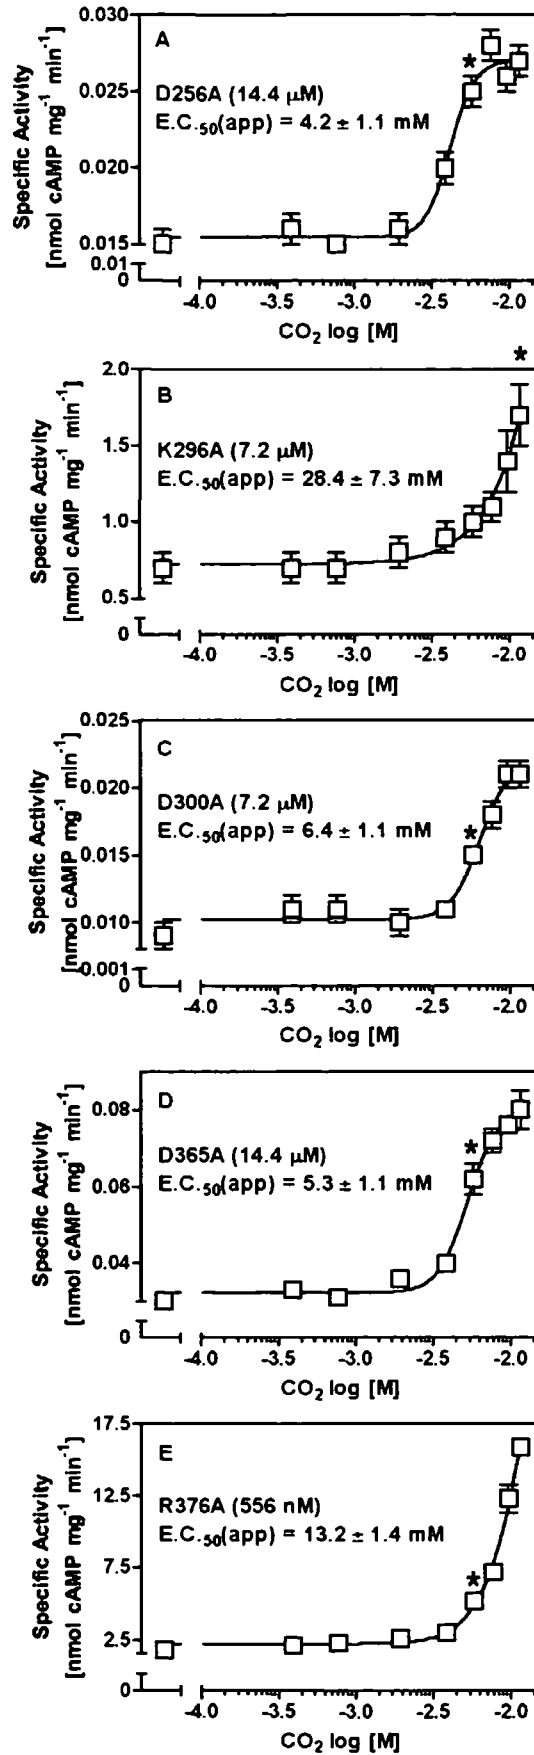 0.030
A
*
D256A (14.4 µM)
E.C.50(app) = 4.2 ± 1.1 mM
0.025
0.020
0.015
0.01
0
Specific Activity
[nmol cAMP mg-1 min-1]
-4.0 -3.5 -3.0 -2.5 -2.0
CO2 log [M]
*
2.0
B
K296A (7.2 µM)
E.C.50(app) = 28.4 ± 7.3 mM
1.5
1.0
0.5
0
Specific Activity
[nmol cAMP mg-1 min-1]
-4.0 -3.5 -3.0 -2.5 -2.0
CO2 log [M]
0.025
C
0.020
D300A (7.2 µM)
E.C.50(app) = 6.4 ± 1.1 mM
*
0.015
0.010
-0.001
0
Specific Activity
[nmol cAMP mg-1 min-1]
-4.0 -3.5 -3.0 -2.5 -2.0
CO2 log [M]
D
0.08
D365A (14.4 µM)
*
E.C.50(app) = 5.3 ± 1.1 mM
0.06
0.04
0
Specific Activity
[nmol cAMP mg-1 min-1]
-4.0 -3.5 -3.0 -2.5 -2.0
CO2 log [M]
17.5
E
12.5
R376A (556 nM)
E.C.50(app) = 13.2 ± 1.4 mM
7.5
*
2.5
0
Specific Activity
[nmol cAMP mg-1 min-1]
-4.0 -3.5 -3.0 -2.5 -2.0
CO2 log [M]